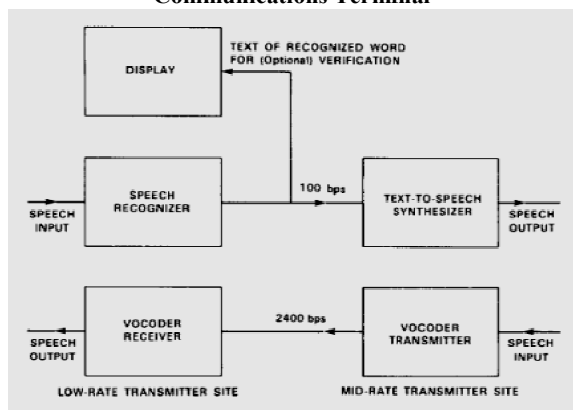 Communications Terminal
TEXT OF RECOGNIZED WORD
FOR (Optional) VERIFICATION
DISPLAY
SPEECH
RECOGNIZER
100 bps
TEXT-TO-SPEECH
SYNTHESIZER
SPEECH
INPUT
SPEECH
OUTPUT
VOCODER
RECEIVER
2400 bps
VOCODER
TRANSMITTER
SPEECH
OUTPUT
SPEECH
INPUT
LOW-RATE TRANSMITTER SITE
MID-RATE TRANSMITTER SITE